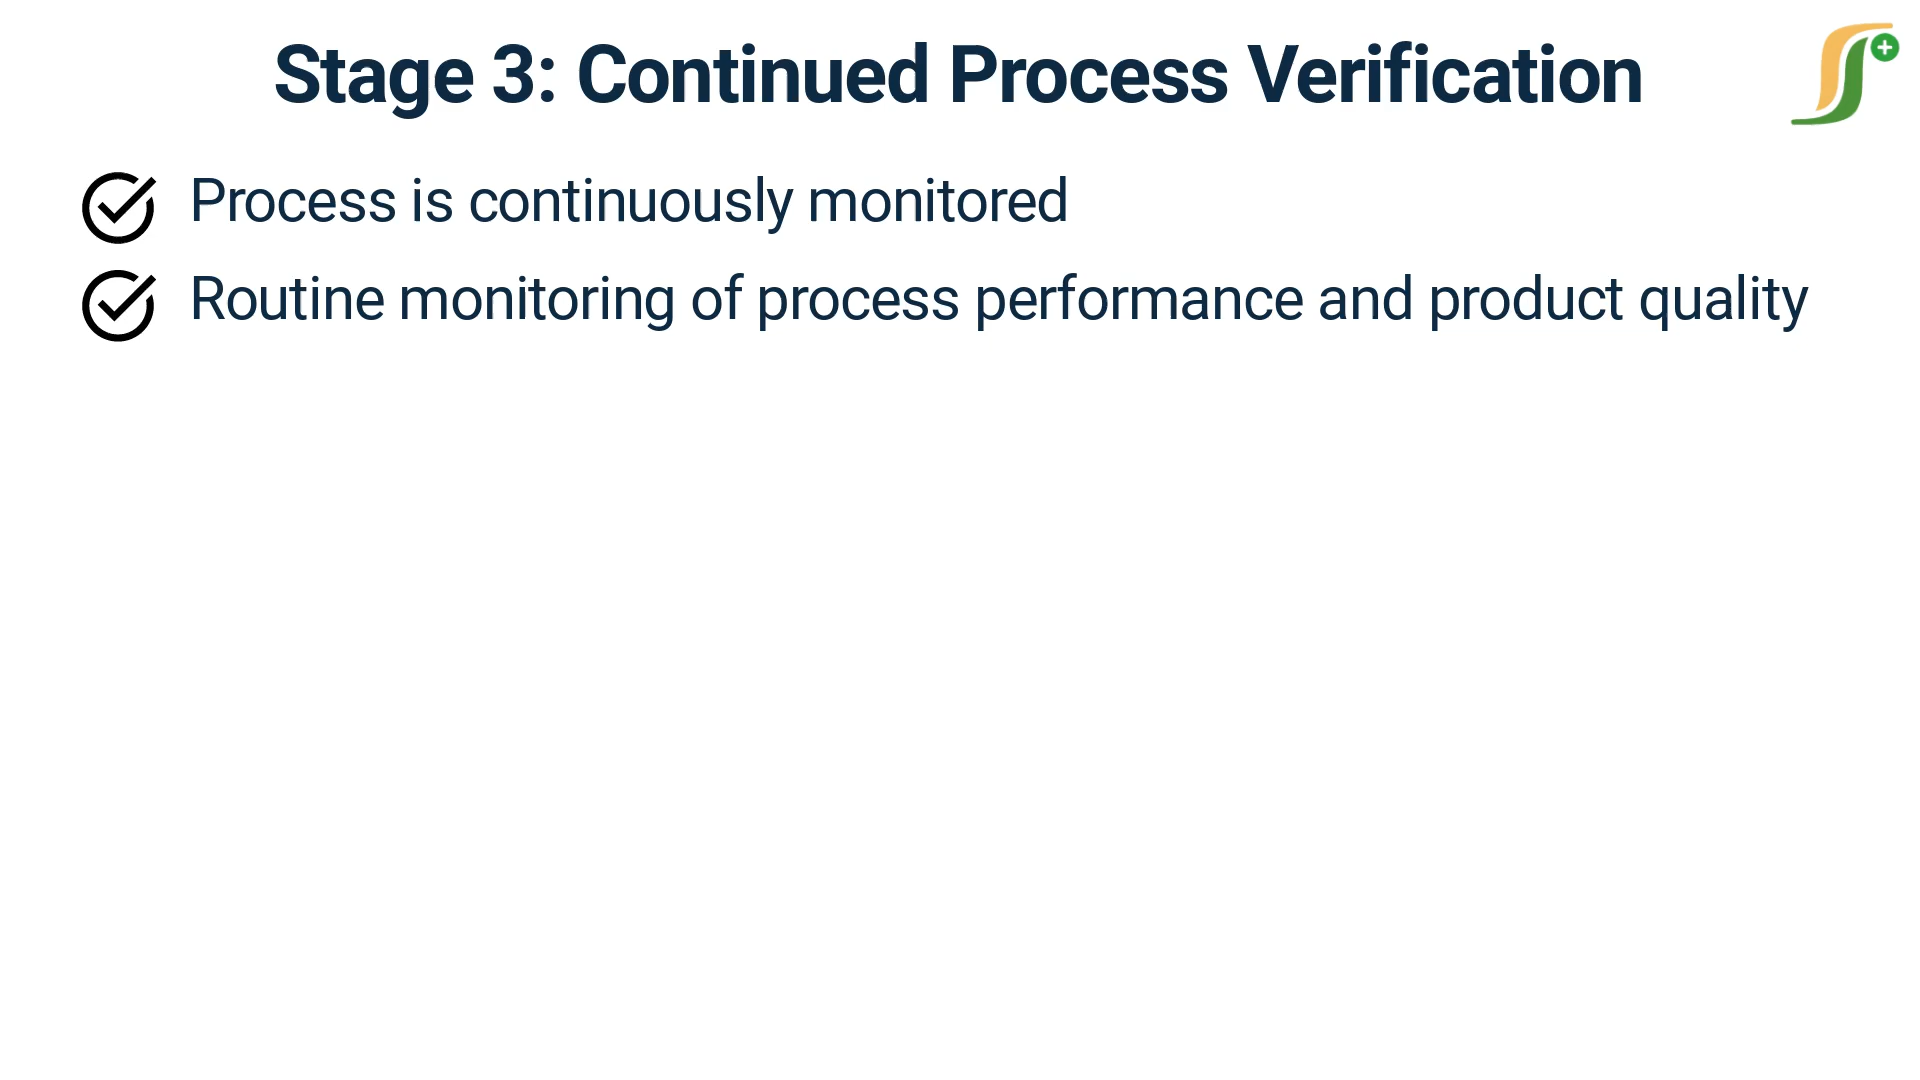 Stage 3: Continued Process Verification
Process is continuously monitored
Routine monitoring of process performance and product quality